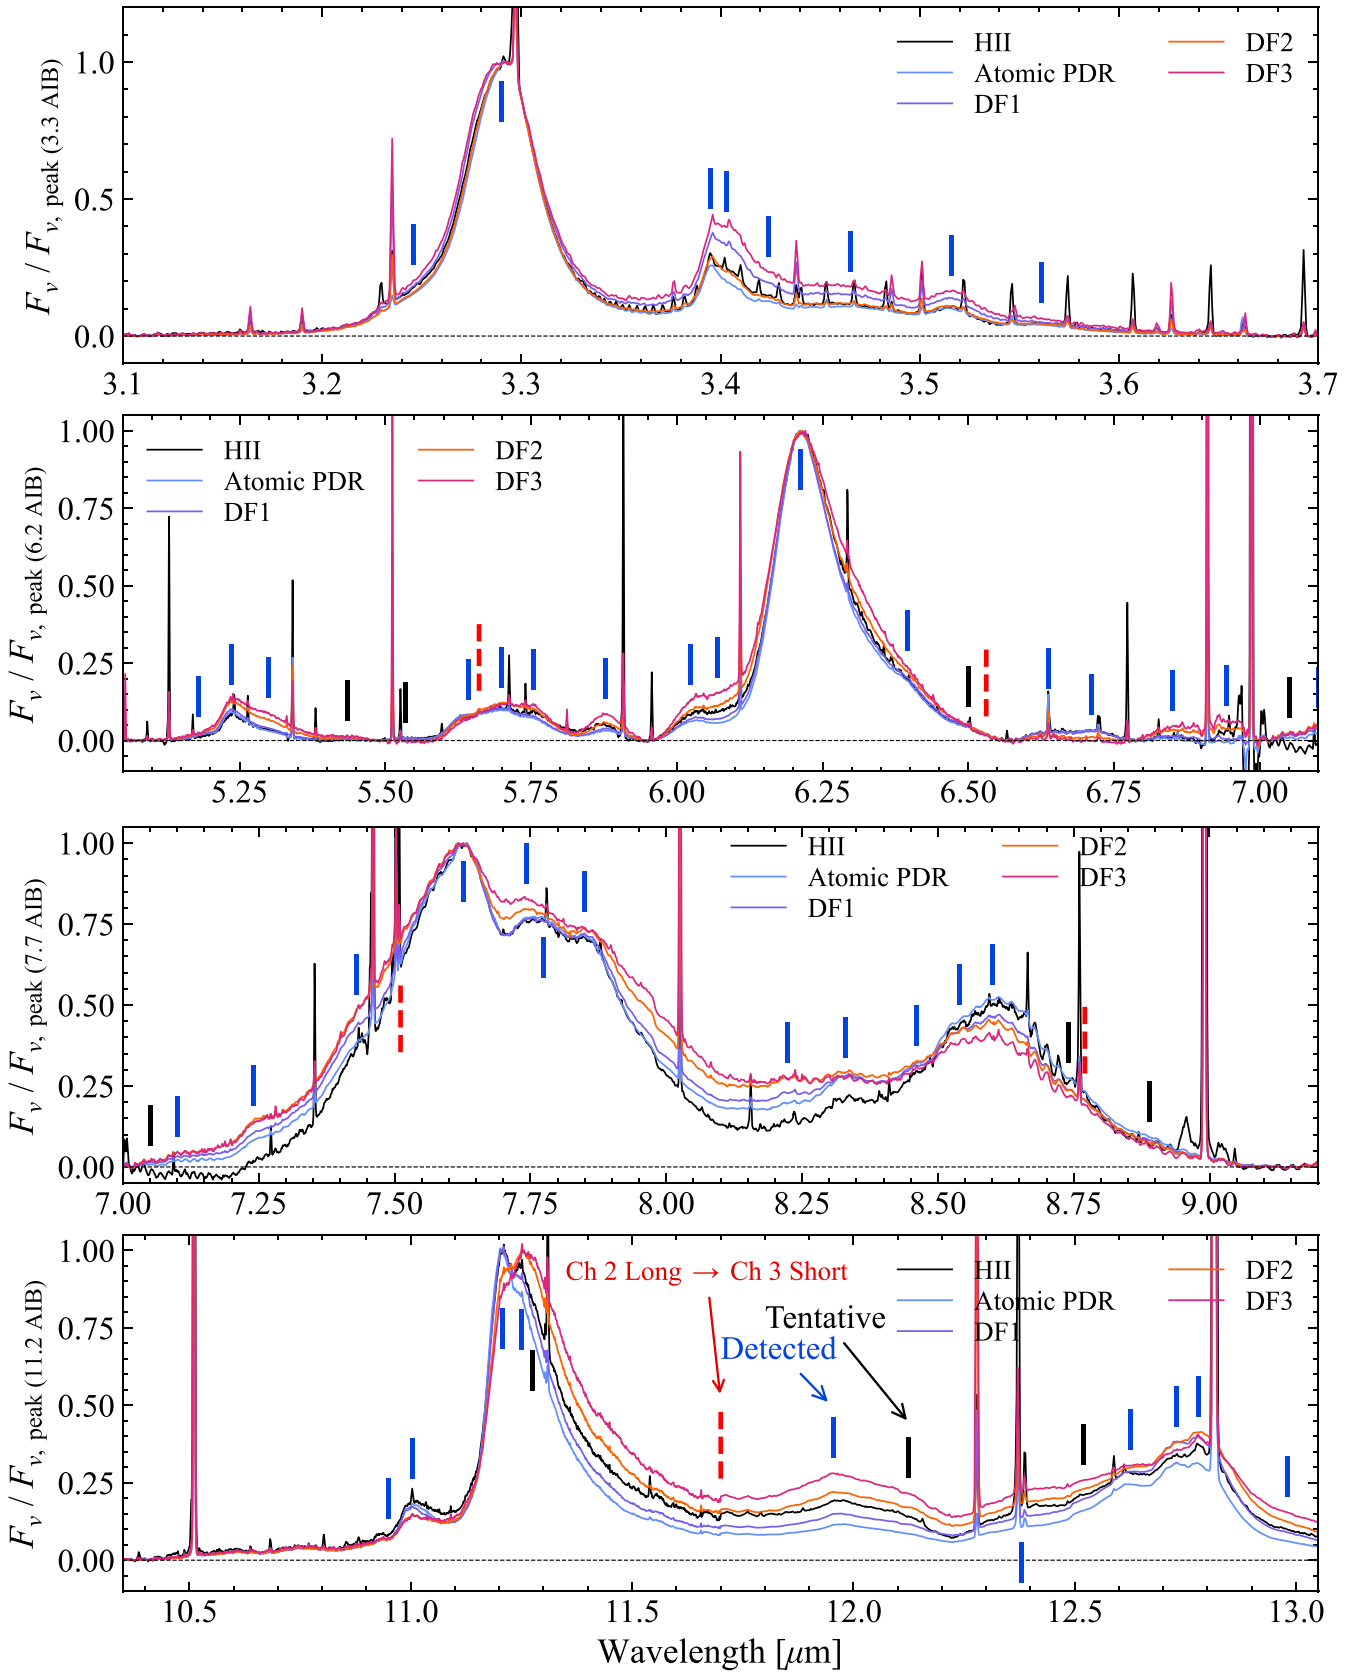 HII DF2
Atomic PDR DF3
DF1
1.0
0.5
0.0
F_ν / F_ν, peak (3.3 AIB)
3.1 3.2 3.3 3.4 3.5 3.6 3.7
HII DF2
Atomic PDR DF3
DF1
1.00
0.75
0.50
0.25
0.00
F_ν / F_ν, peak (6.2 AIB)
5.25 5.50 5.75 6.00 6.25 6.50 6.75 7.00
HII DF2
Atomic PDR DF3
DF1
1.00
0.75
0.50
0.25
0.00
F_ν / F_ν, peak (7.7 AIB)
7.00 7.25 7.50 7.75 8.00 8.25 8.50 8.75 9.00
HII DF2
Atomic PDR DF3
DF1
Ch 2 Long → Ch 3 Short
Tentative
Detected
1.00
0.75
0.50
0.25
0.00
F_ν / F_ν, peak (11.2 AIB)
10.5 11.0 11.5 12.0 12.5 13.0
Wavelength [μm]